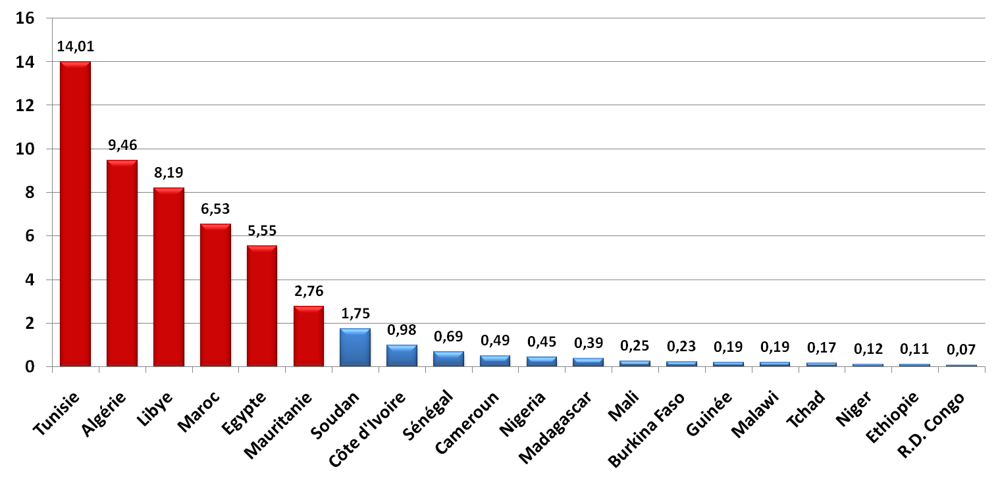 16
14
12
10
8
6
4
2
0
14,01
9,46
8,19
6,53
5,55
2,76
1,75
0,98
0,69
0,49
0,45
0,39
0,25
0,23
0,19
0,19
0,17
0,12
0,11
0,07
Tunisie
Algérie
Libye
Maroc
Egypte
Mauritanie
Soudan
Côte d'Ivoire
Sénégal
Cameroun
Nigeria
Madagascar
Mali
Burkina Faso
Guinée
Malawi
Tchad
Niger
Ethiopie
R.D. Congo